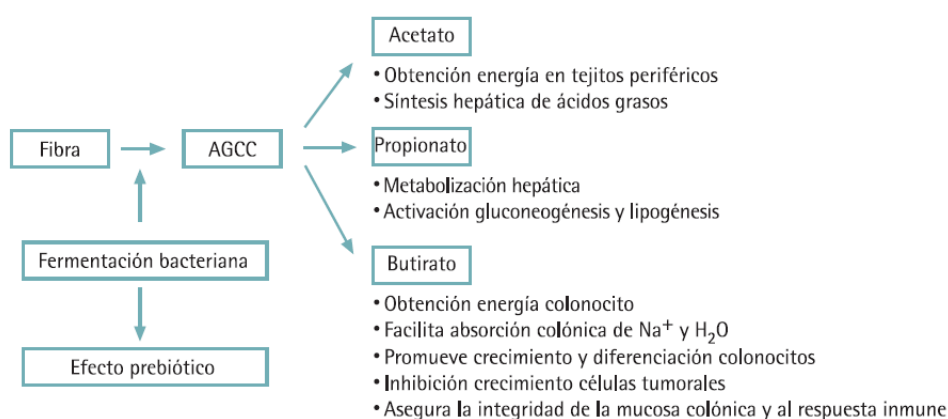 Acetato
• Obtención energía en tejitos periféricos
• Síntesis hepática de ácidos grasos
Fibra
AGCC
Propionato
• Metabolización hepática
• Activación gluconeogénesis y lipogénesis
Fermentación bacteriana
Butirato
• Obtención energía colonocito
• Facilita absorción colónica de Na⁺ y H₂O
• Promueve crecimiento y diferenciación colonocitos
• Inhibición crecimiento células tumorales
• Asegura la integridad de la mucosa colónica y al respuesta inmune
Efecto prebiótico